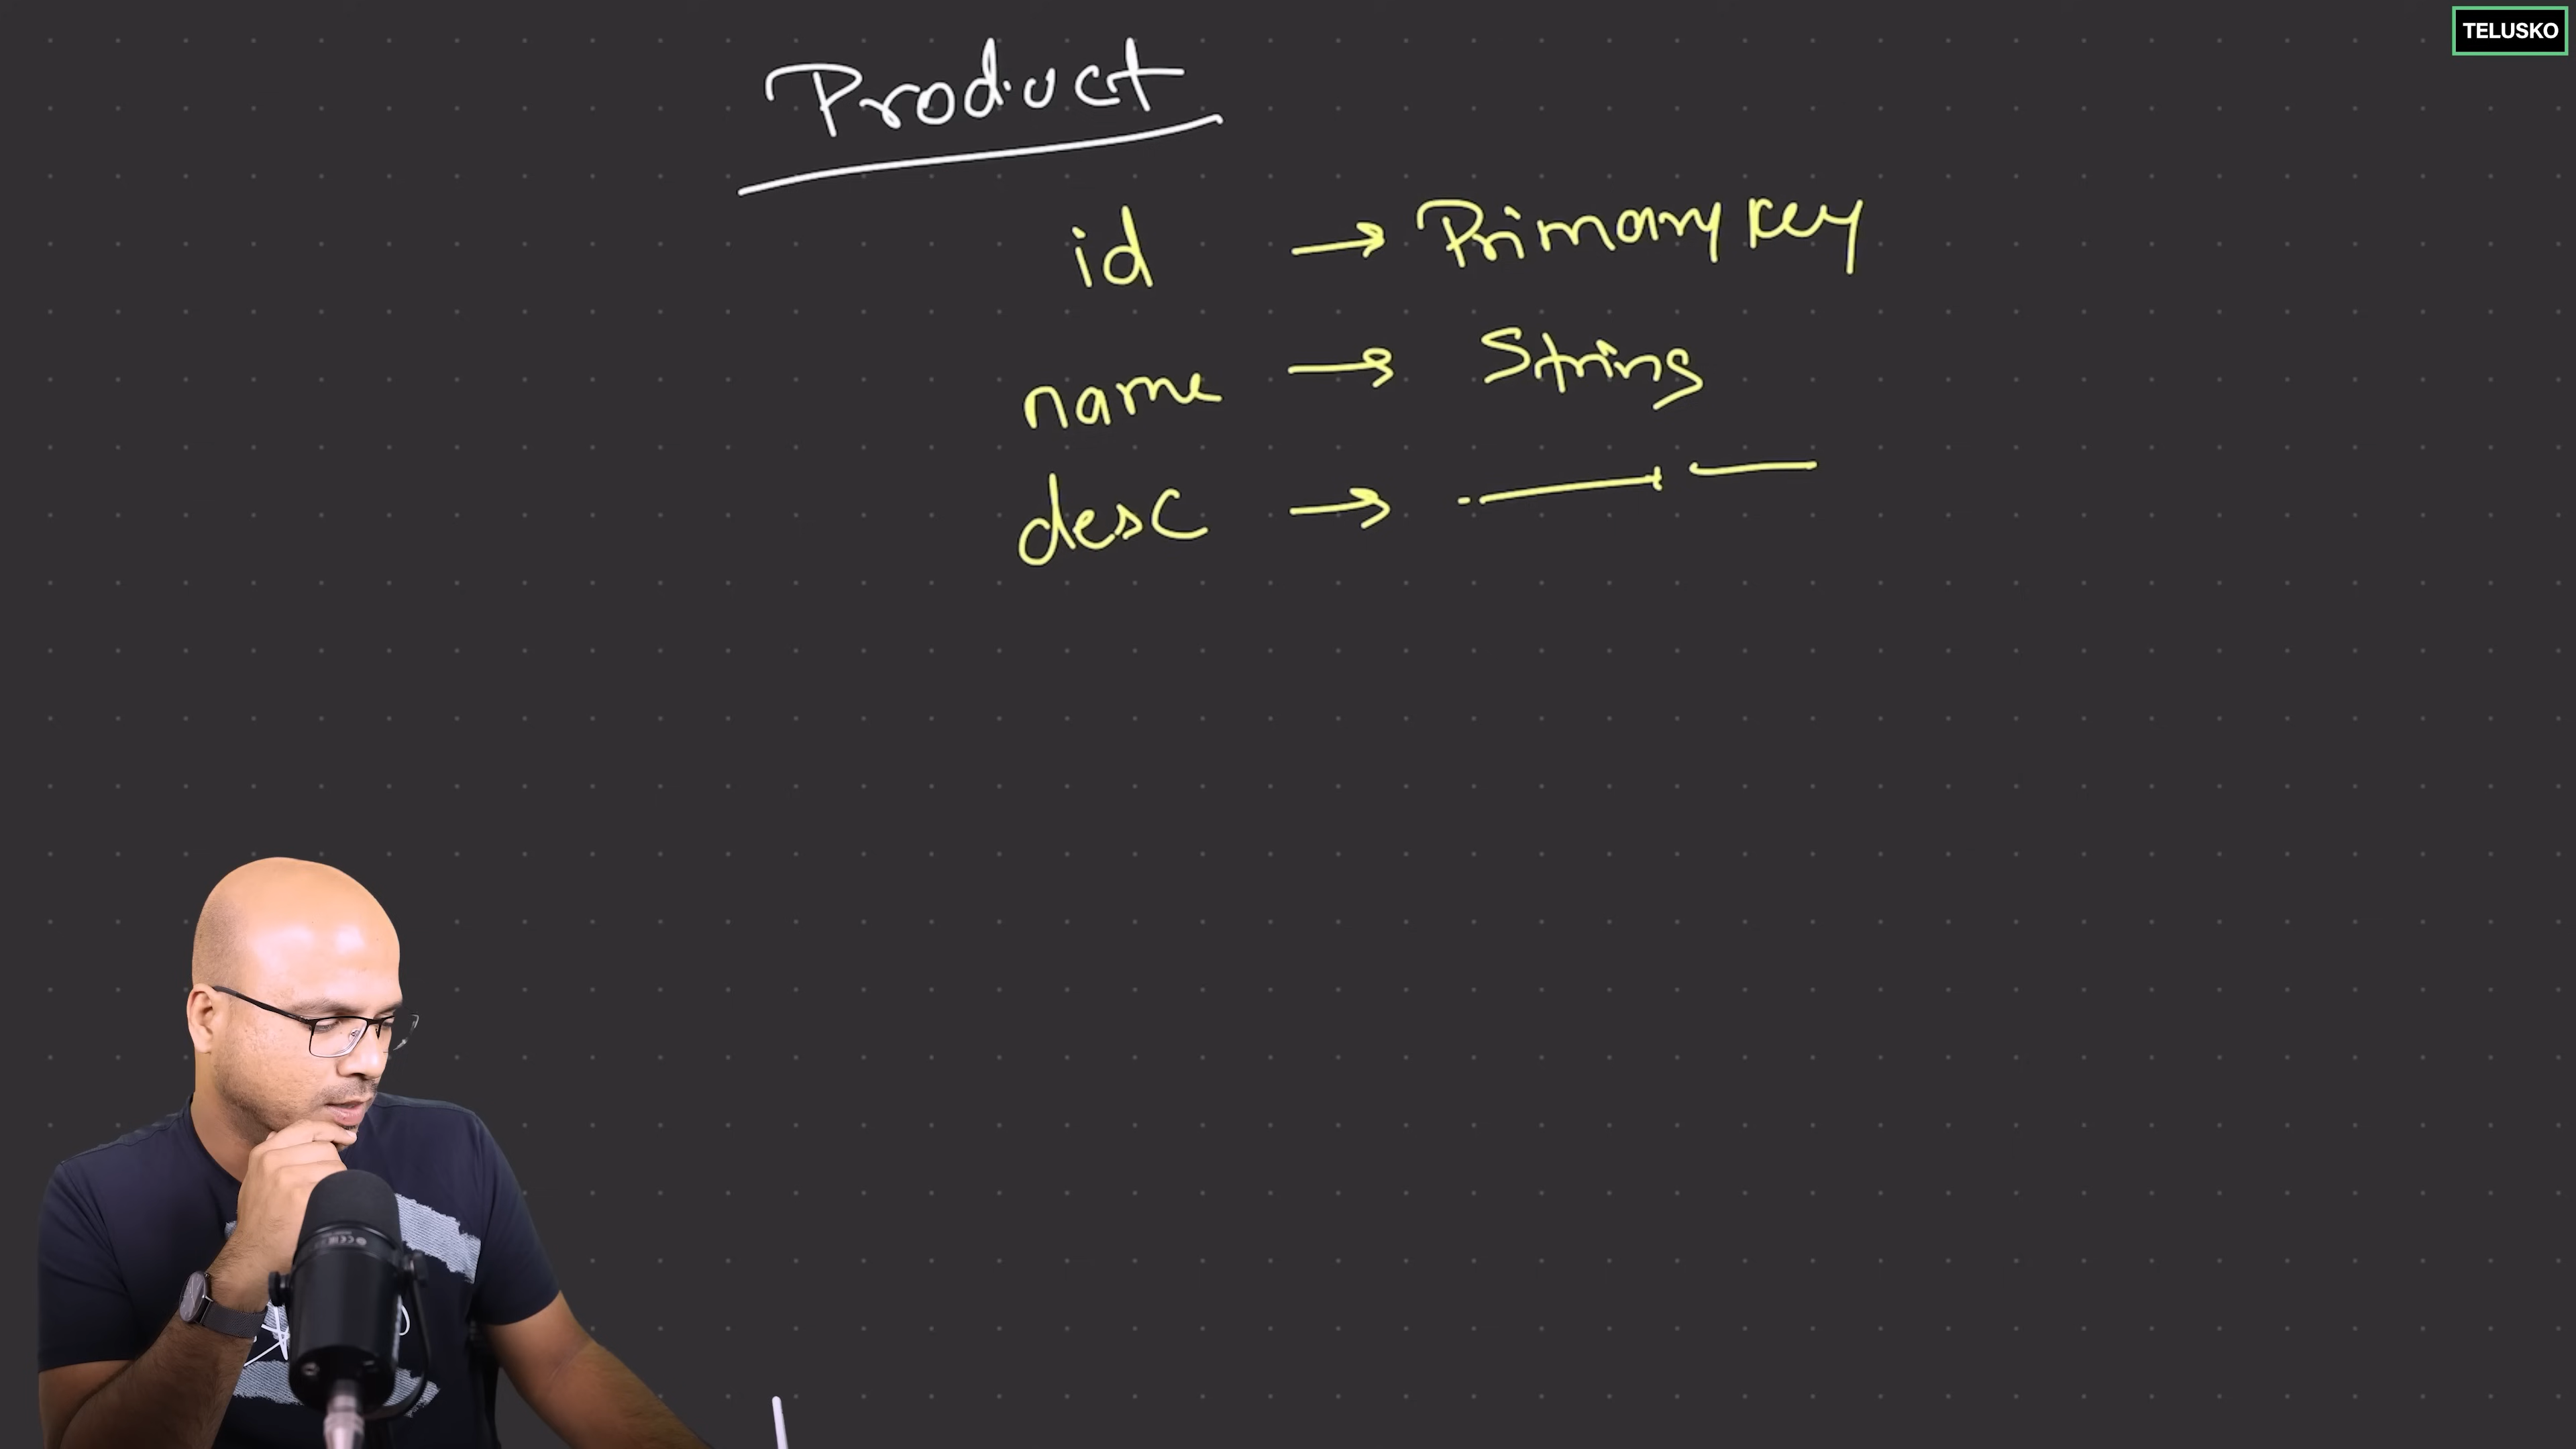 TELUSKO
Product
id → Primary key
name → String
desc →